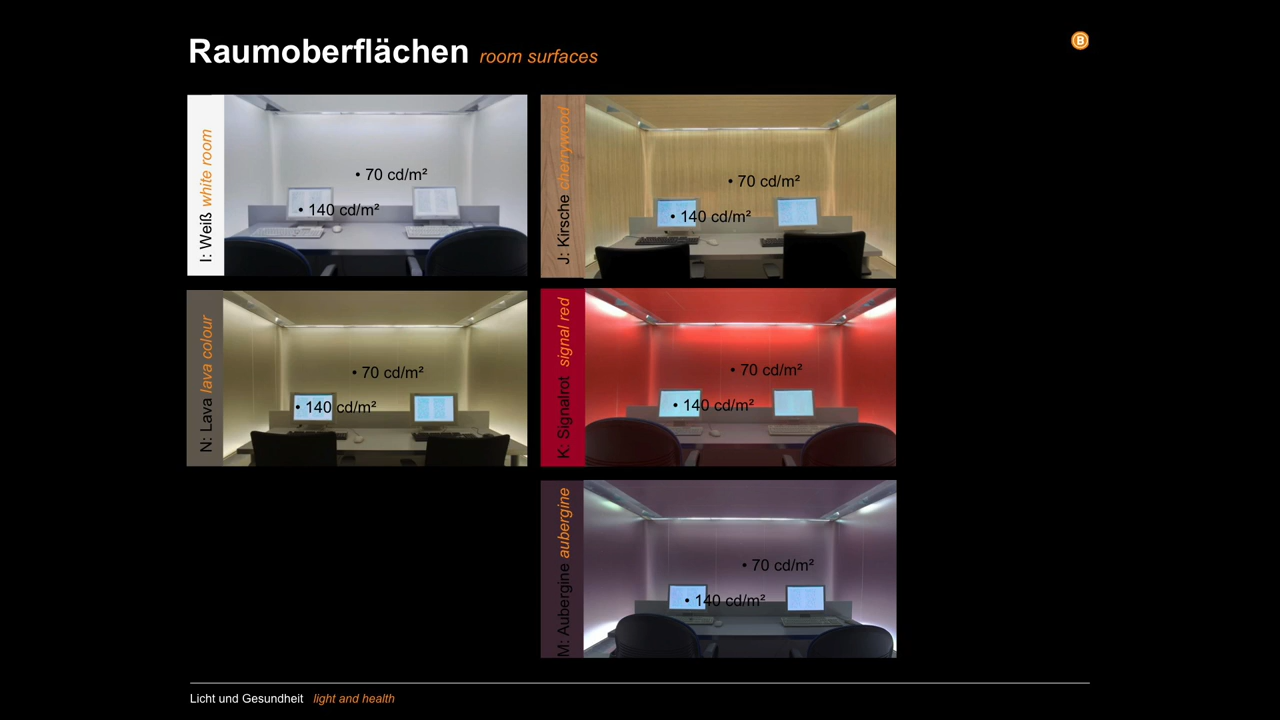 Raumoberflächen room surfaces
B
I: Weiß white room
• 70 cd/m²
• 140 cd/m²
J: Kirsche cherrywood
• 70 cd/m²
• 140 cd/m²
N: Lava lava colour
• 70 cd/m²
• 140 cd/m²
K: Signalrot signal red
• 70 cd/m²
• 140 cd/m²
M: Aubergine aubergine
• 70 cd/m²
• 140 cd/m²
Licht und Gesundheit light and health